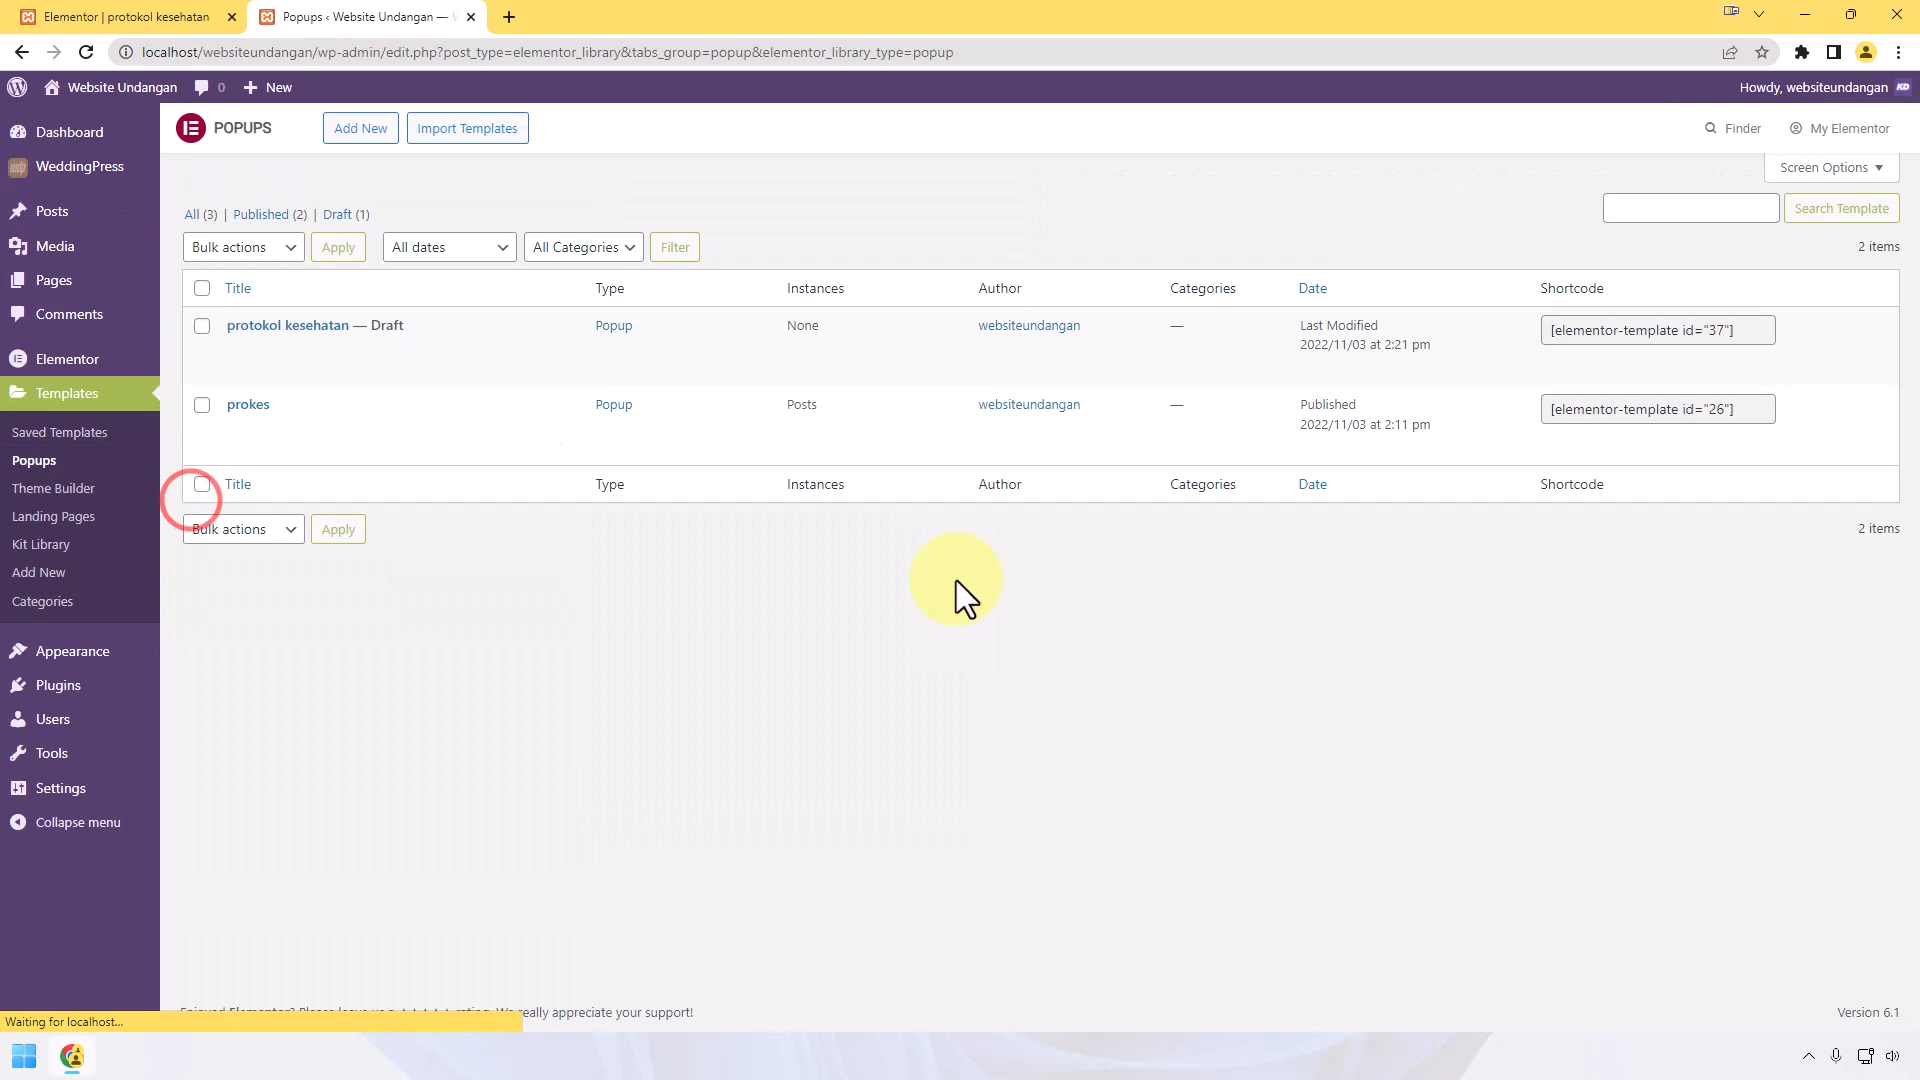 Elementor | protokol kesehatan
Popups ‹ Website Undangan —
localhost/websiteundangan/wp-admin/edit.php?post_type=elementor_library&tabs_group=popup&elementor_library_type=popup
Website Undangan
0
New
Howdy, websiteundangan
KD
Dashboard
WeddingPress
Posts
Media
Pages
Comments
Elementor
Templates
Saved Templates
Popups
Theme Builder
Landing Pages
Kit Library
Add New
Categories
Appearance
Plugins
Users
Tools
Settings
Collapse menu
POPUPS
Add New
Import Templates
Finder
My Elementor
Screen Options
All (3) | Published (2) | Draft (1)
Search Template
Bulk actions
Apply
All dates
All Categories
Filter
2 items
Title Type Instances Author Categories Date Shortcode
protokol kesehatan — Draft Popup None websiteundangan — Last Modified [elementor-template id="37"]
2022/11/03 at 2:21 pm
prokes Popup Posts websiteundangan — Published [elementor-template id="26"]
2022/11/03 at 2:11 pm
Title Type Instances Author Categories Date Shortcode
Bulk actions
Apply
2 items
Enjoyed Elementor? Please leave us a rating. We really appreciate your support!
Version 6.1
Waiting for localhost...